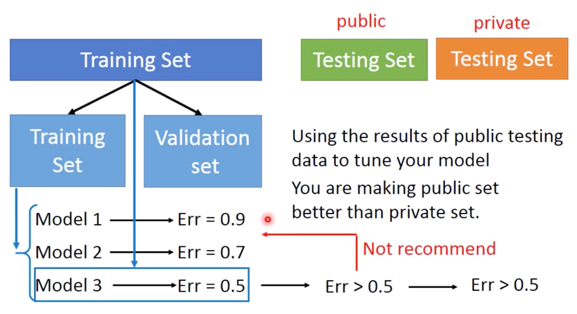 public
private
Training Set
Testing Set
Testing Set
Training
Set
Validation
set
Using the results of public testing
data to tune your model
You are making public set
better than private set.
Model 1
Err = 0.9
Model 2
Err = 0.7
Not recommend
Model 3
Err = 0.5
Err > 0.5
Err > 0.5